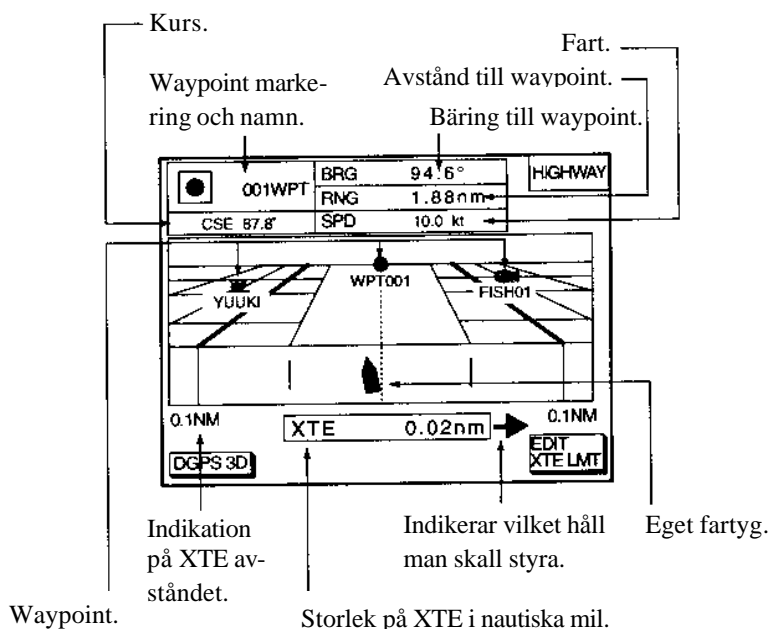 Kurs.
Fart.
Waypoint marke-
ring och namn.
Avstånd till waypoint.
Bäring till waypoint.
001WPT
BRG 94.6°
RNG 1.88nm
HIGHWAY
CSE 87.8°
SPD 10.0 kt
YUUKI
WPT001
FISH01
0.1NM
XTE 0.02nm
0.1NM
DGPS 3D
EDIT
XTE LMT
Indikation
på XTE av-
ståndet.
Indikerar vilket håll
man skall styra.
Eget fartyg.
Waypoint.
Storlek på XTE i nautiska mil.